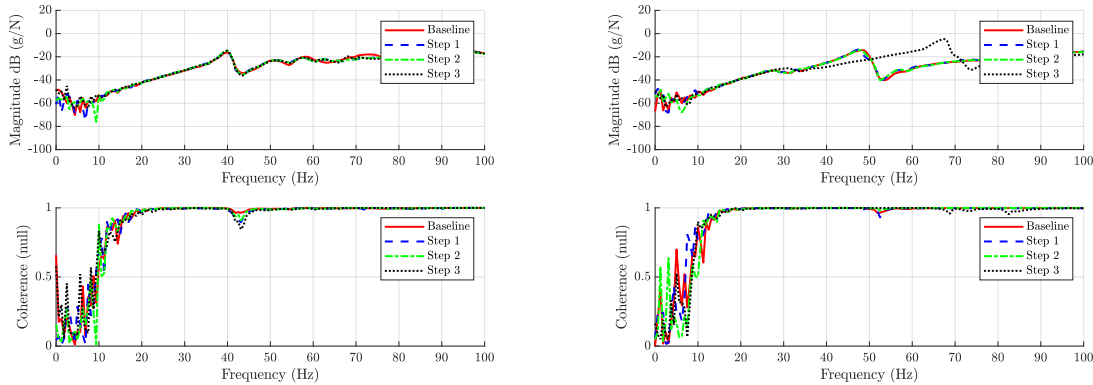 20
0
-20
-40
-60
-80
-100
Magnitude dB (g/N)
0 10 20 30 40 50 60 70 80 90 100
Frequency (Hz)
Baseline
Step 1
Step 2
Step 3
20
0
-20
-40
-60
-80
-100
Magnitude dB (g/N)
0 10 20 30 40 50 60 70 80 90 100
Frequency (Hz)
Baseline
Step 1
Step 2
Step 3
1
0.5
0
Coherence (null)
0 10 20 30 40 50 60 70 80 90 100
Frequency (Hz)
Baseline
Step 1
Step 2
Step 3
1
0.5
0
Coherence (null)
0 10 20 30 40 50 60 70 80 90 100
Frequency (Hz)
Baseline
Step 1
Step 2
Step 3